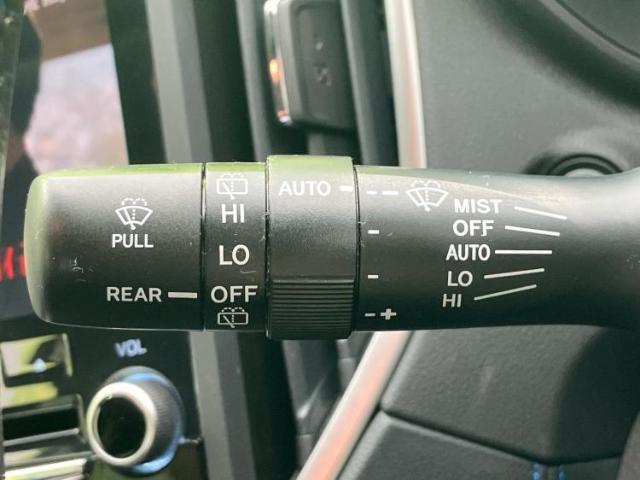 PULL
REAR
HI
LO
OFF
AUTO
- -
-
-
-+
MIST
OFF
AUTO
LO
HI
VOL